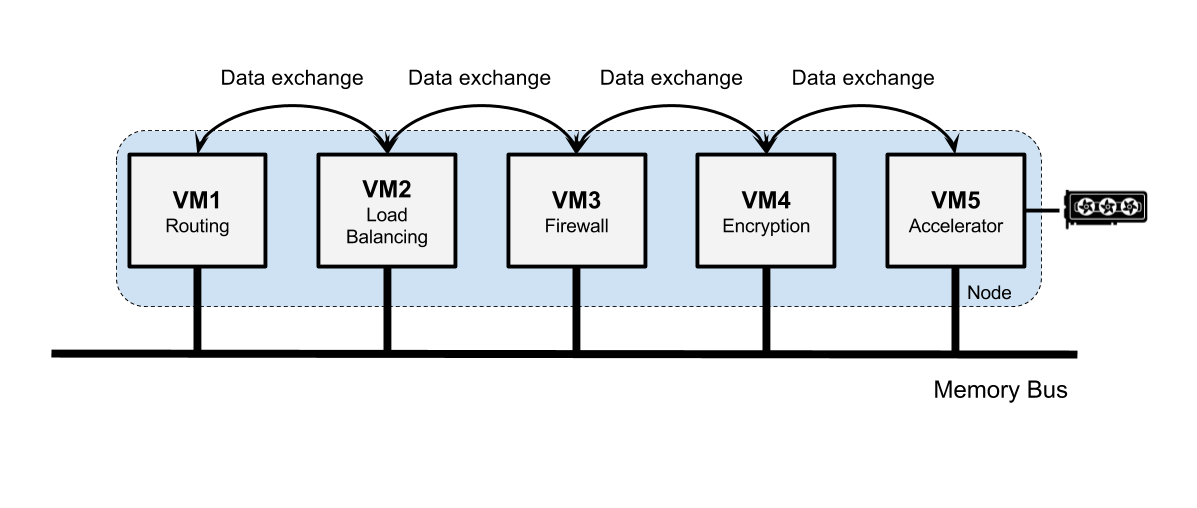 Data exchange
Data exchange
Data exchange
Data exchange
VM1
Routing
VM2
Load
Balancing
VM3
Firewall
VM4
Encryption
VM5
Accelerator
Node
Memory Bus